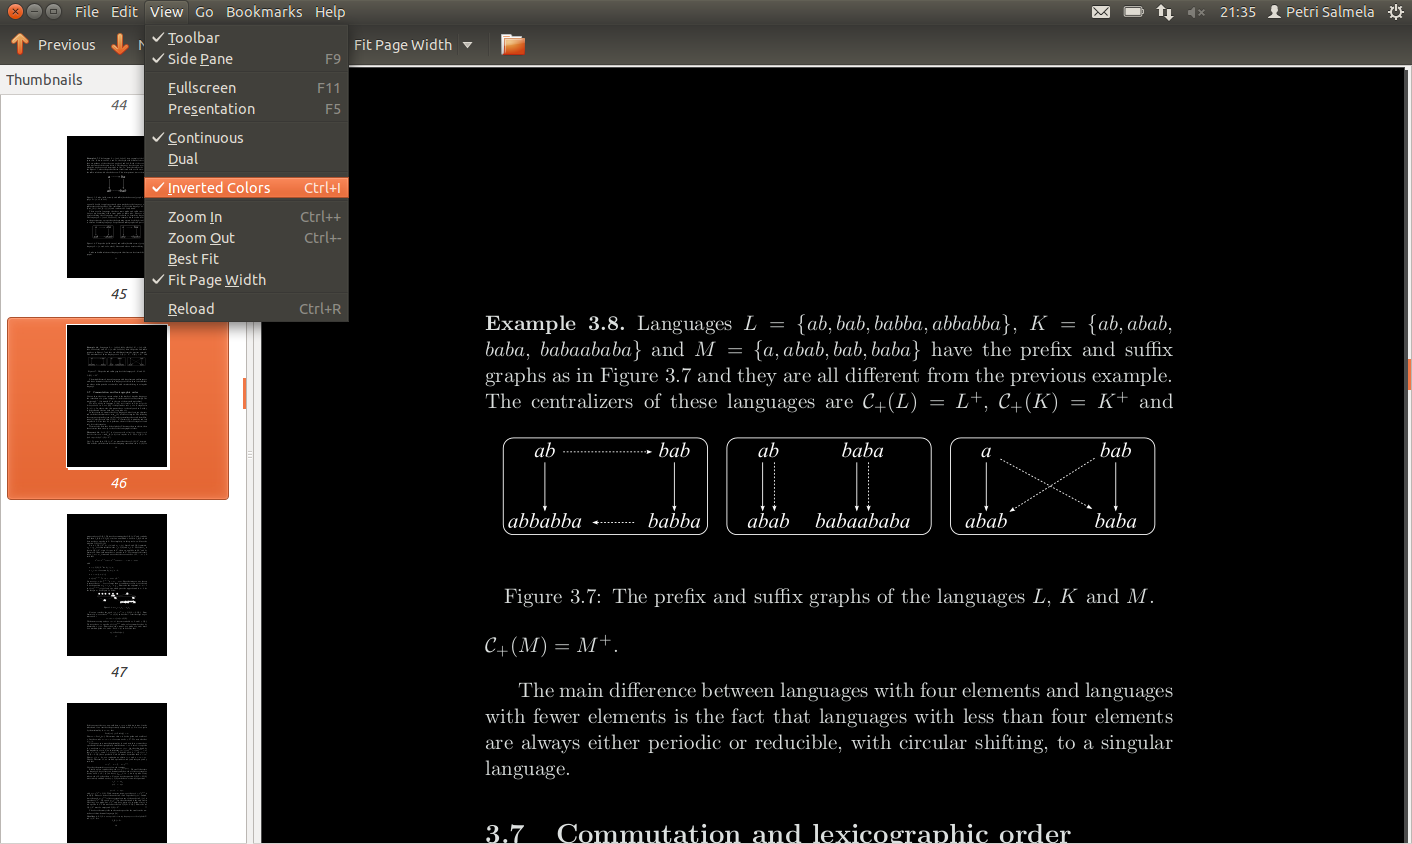 File Edit View Go Bookmarks Help
21:35 Petri Salmela
Previous
Fit Page Width
Toolbar
Side Pane F9
Fullscreen F11
Presentation F5
Continuous
Dual
Inverted Colors Ctrl+I
Zoom In Ctrl++
Zoom Out Ctrl+-
Best Fit
Fit Page Width
Reload Ctrl+R
Thumbnails
44
45
46
47
Example 3.8. Languages L = {ab, bab, babba, abbabba}, K = {ab, abab,
baba, babaababa} and M = {a, abab, bab, baba} have the prefix and suffix
graphs as in Figure 3.7 and they are all different from the previous example.
The centralizers of these languages are 𝒞₊(L) = L⁺, 𝒞₊(K) = K⁺ and
ab bab ab baba a bab
abbabba babba abab babaababa abab baba
Figure 3.7: The prefix and suffix graphs of the languages L, K and M.
𝒞₊(M) = M⁺.
The main difference between languages with four elements and languages
with fewer elements is the fact that languages with less than four elements
are always either periodic or reducible, with circular shifting, to a singular
language.
3.7 Commutation and lexicographic order